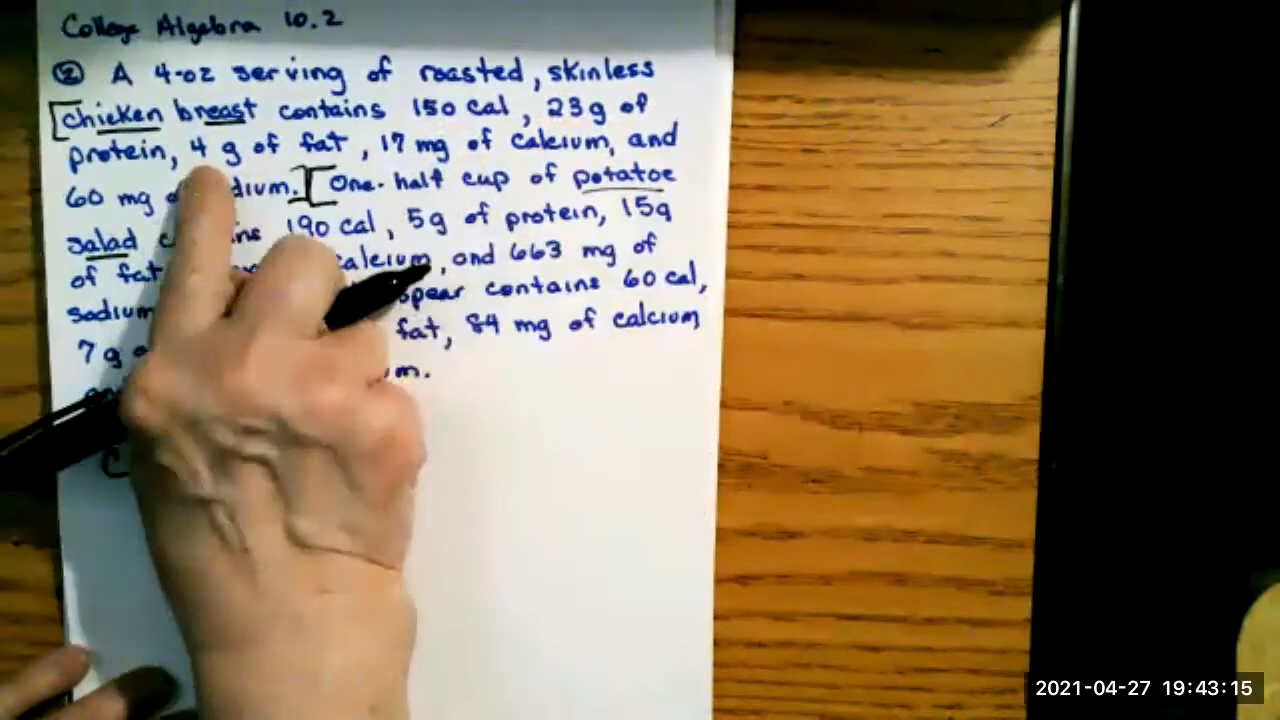 College Algebra 10.2
② A 4-oz serving of roasted, skinless
chicken breast contains 150 cal, 23g of
protein, 4 g of fat, 17 mg of calcium, and
60 mg One-half cup of potatoe
salad 190 cal, 5g of protein, 15g
of fat calcium, and 663 mg of
sodium spear contains 60 cal,
7g fat, 84 mg of calcium
2021-04-27 19:43:15